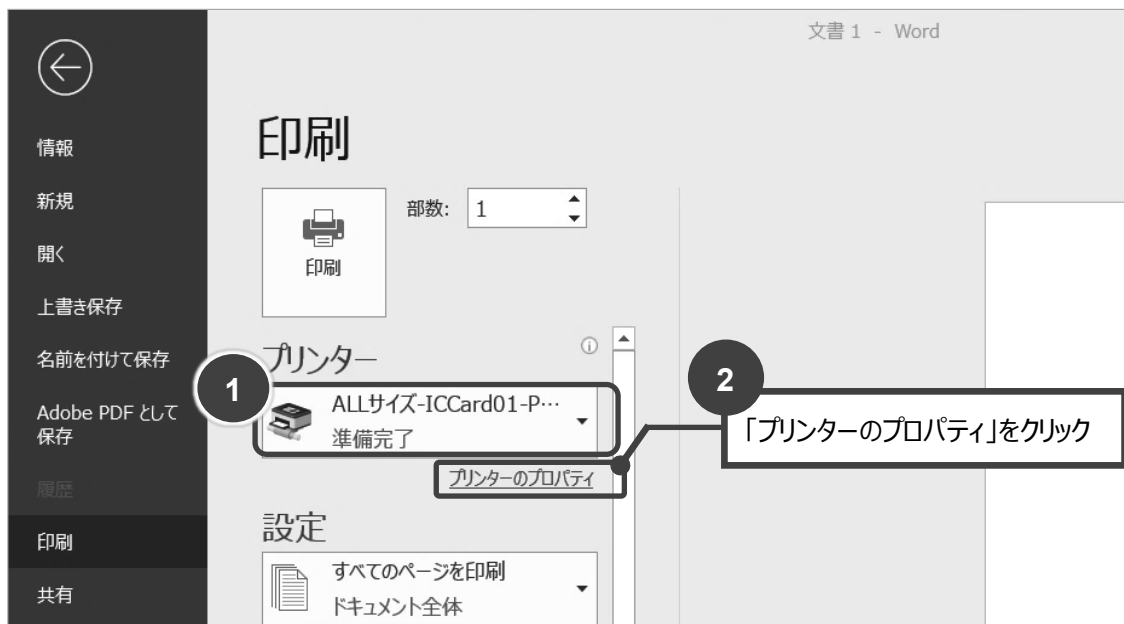 文書 1 - Word
情報
新規
開く
上書き保存
名前を付けて保存
Adobe PDF として
保存
履歴
印刷
共有
印刷
印刷
部数: 1
プリンター
1
ALLサイズ-ICCard01-P…
準備完了
プリンターのプロパティ
2
「プリンターのプロパティ」をクリック
設定
すべてのページを印刷
ドキュメント全体